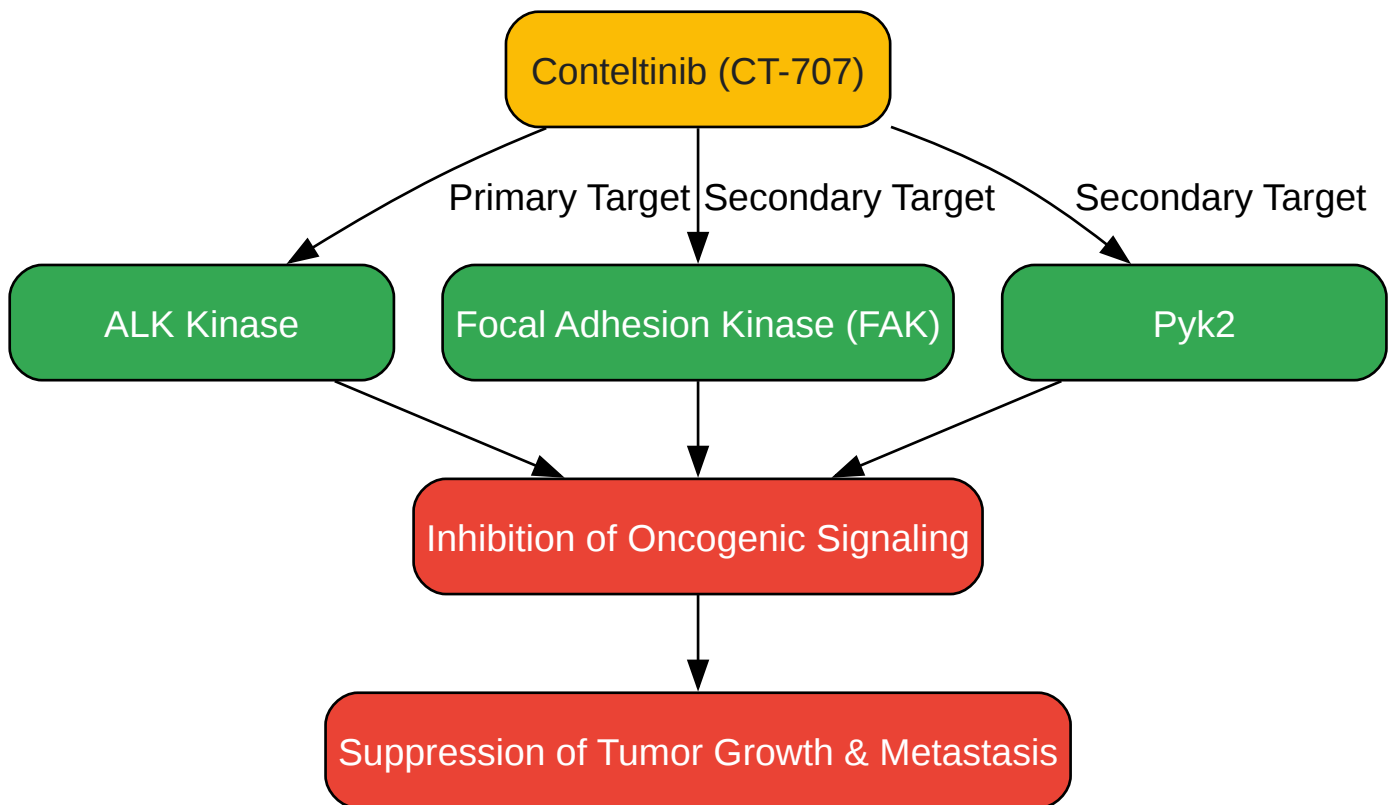 Conteltinib (CT-707)
Primary Target
Secondary Target
Secondary Target
ALK Kinase
Focal Adhesion Kinase (FAK)
Pyk2
Inhibition of Oncogenic Signaling
Suppression of Tumor Growth & Metastasis